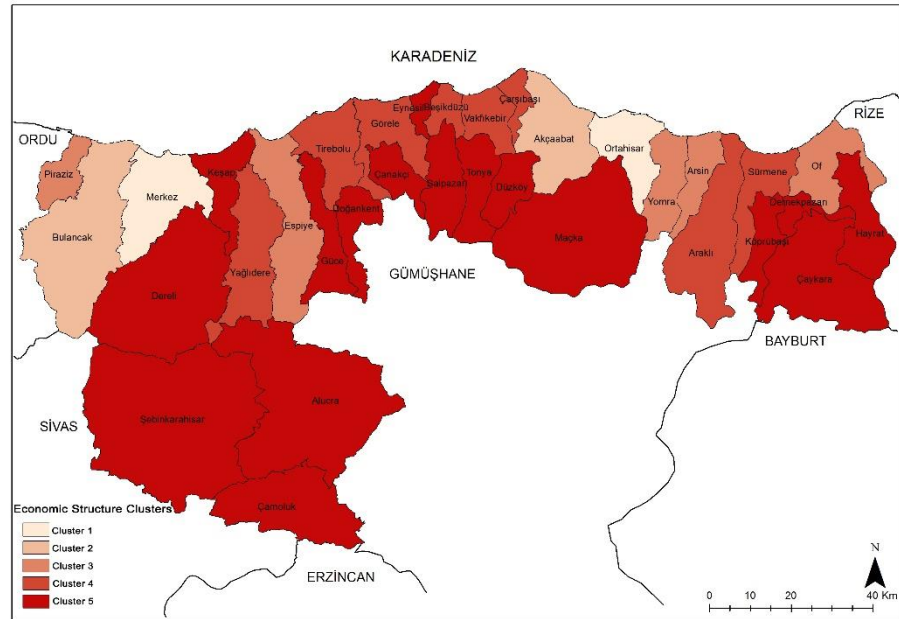 KARADENİZ
ORDU
RİZE
GÜMÜŞHANE
BAYBURT
SİVAS
ERZİNCAN
Piraziz
Bulancak
Merkez
Keşap
Dereli
Yağlıdere
Espiye
Güce
Doğankent
Tirebolu
Görele
Çanakçı
Eynesil
Beşikdüzü
Şalpazarı
Vakfıkebir
Tonya
Çarşıbaşı
Düzköy
Akçaabat
Maçka
Ortahisar
Yomra
Arsin
Araklı
Sürmene
Köprübaşı
Dernekpazarı
Of
Hayrat
Çaykara
Şebinkarahisar
Alucra
Çamoluk
Economic Structure Clusters
Cluster 1
Cluster 2
Cluster 3
Cluster 4
Cluster 5
N
0 10 20 40 Km